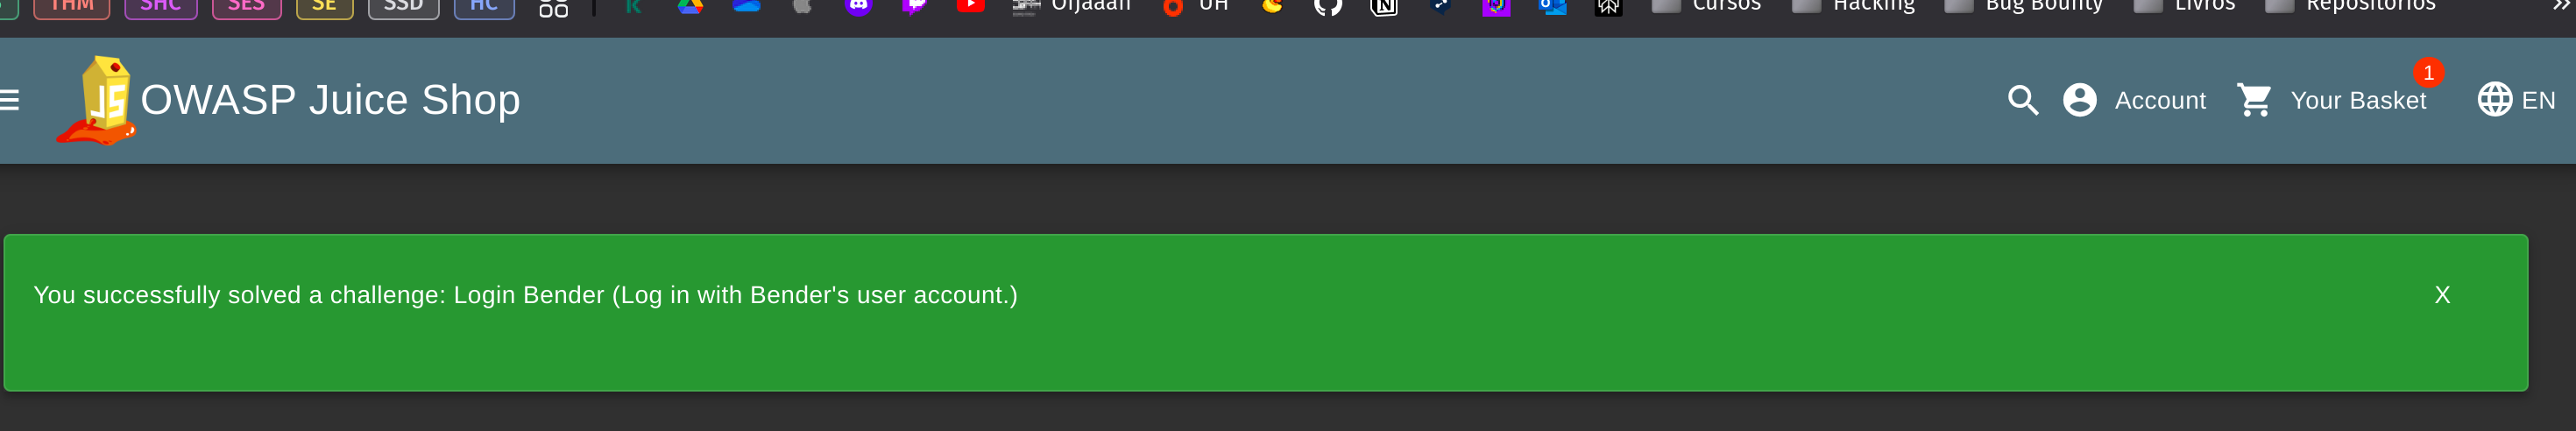 THM SHC SES SE SSD HC Orjaaan UH Cursos Hacking Bug Bounty Livros Repositórios
OWASP Juice Shop Account Your Basket 1 EN
You successfully solved a challenge: Login Bender (Log in with Bender's user account.) X